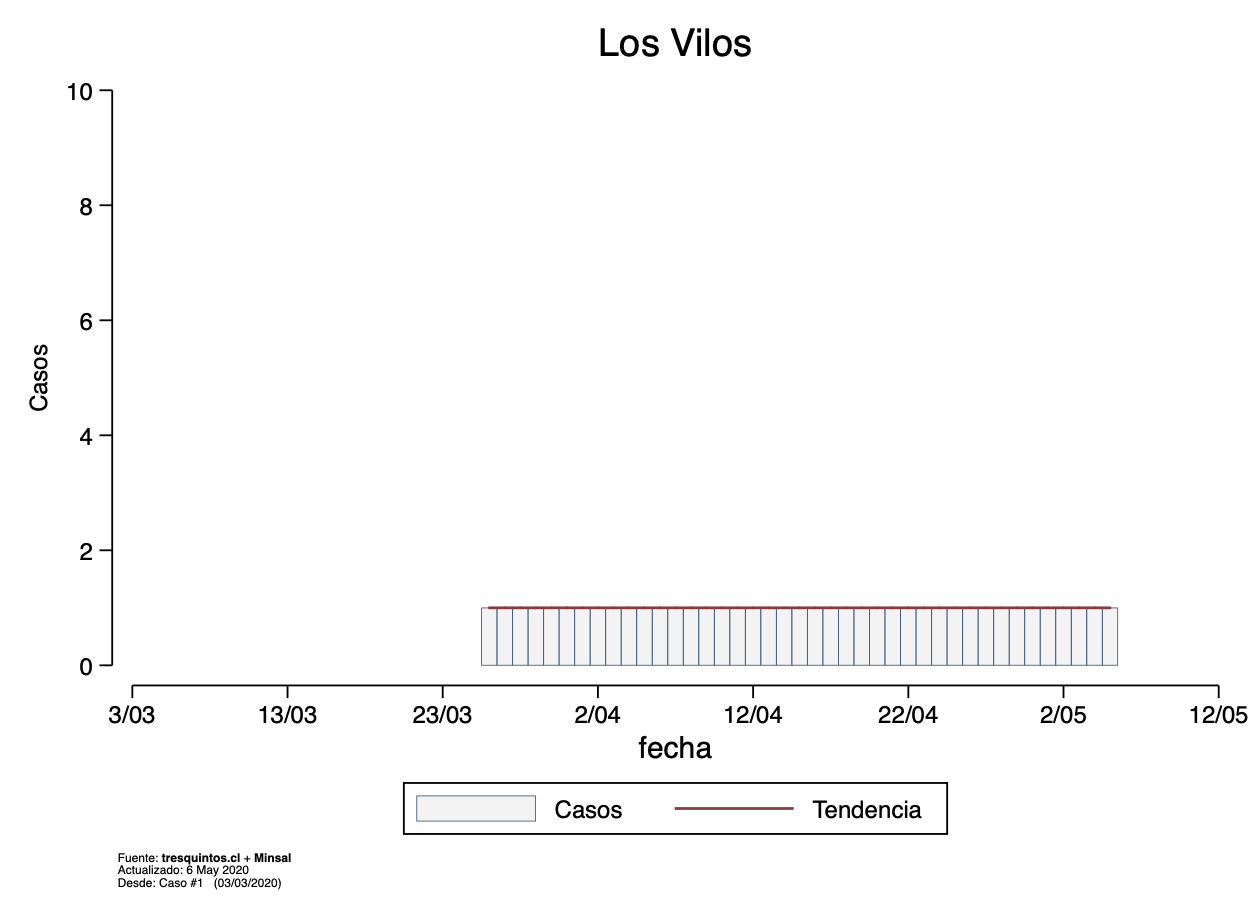 Los Vilos
10
8
6
4
2
0
Casos
3/03 13/03 23/03 2/04 12/04 22/04 2/05 12/05
fecha
Casos Tendencia
Fuente: tresquintos.cl + Minsal
Actualizado: 6 May 2020
Desde: Caso #1 (03/03/2020)